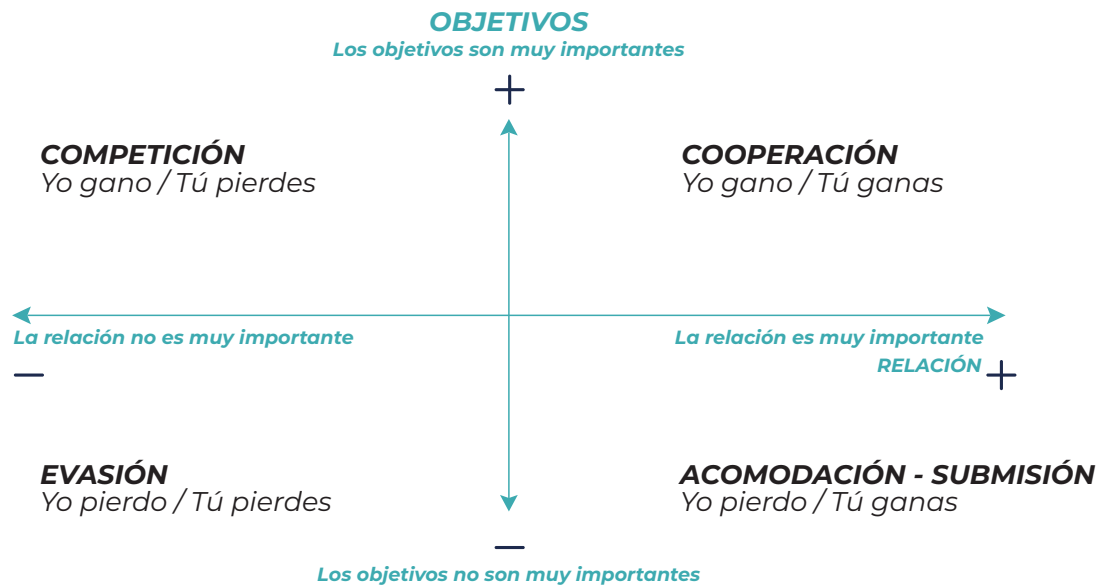 OBJETIVOS
Los objetivos son muy importantes
+
COMPETICIÓN
Yo gano / Tú pierdes
COOPERACIÓN
Yo gano / Tú ganas
La relación no es muy importante
–
La relación es muy importante
RELACIÓN +
EVASIÓN
Yo pierdo / Tú pierdes
ACOMODACIÓN - SUBMISIÓN
Yo pierdo / Tú ganas
–
Los objetivos no son muy importantes